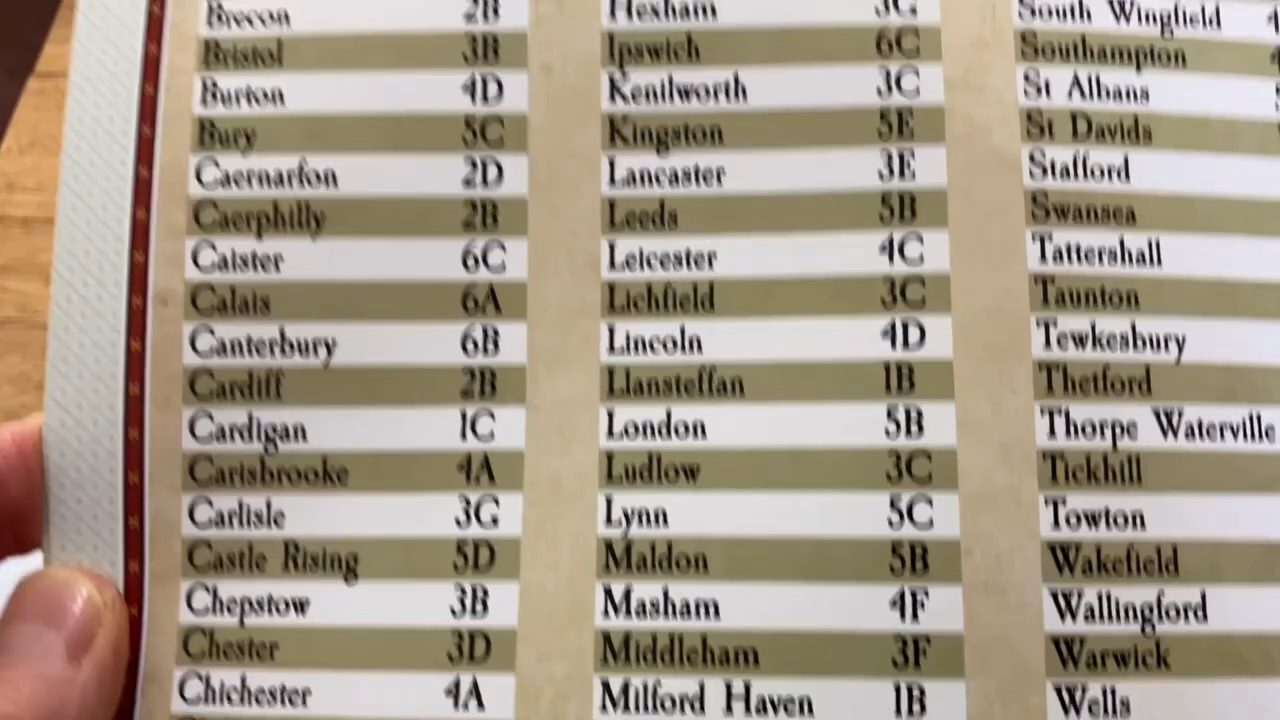 Brecon 2B
Bristol 3B
Burton 4D
Bury 5C
Caernarfon 2D
Caerphilly 2B
Caister 6C
Calais 6A
Canterbury 6B
Cardiff 2B
Cardigan 1C
Carisbrooke 4A
Carlisle 3G
Castle Rising 5D
Chepstow 3B
Chester 3D
Chichester 4A
Hexham 3G
Ipswich 6C
Kenilworth 3C
Kingston 5E
Lancaster 3E
Leeds 5B
Leicester 4C
Lichfield 3C
Lincoln 4D
Llansteffan 1B
London 5B
Ludlow 3C
Lynn 5C
Maldon 5B
Masham 4F
Middleham 3F
Milford Haven 1B
South Wingfield
Southampton
St Albans
St Davids
Stafford
Swansea
Tattershall
Taunton
Tewkesbury
Thetford
Thorpe Waterville
Tickhill
Towton
Wakefield
Wallingford
Warwick
Wells